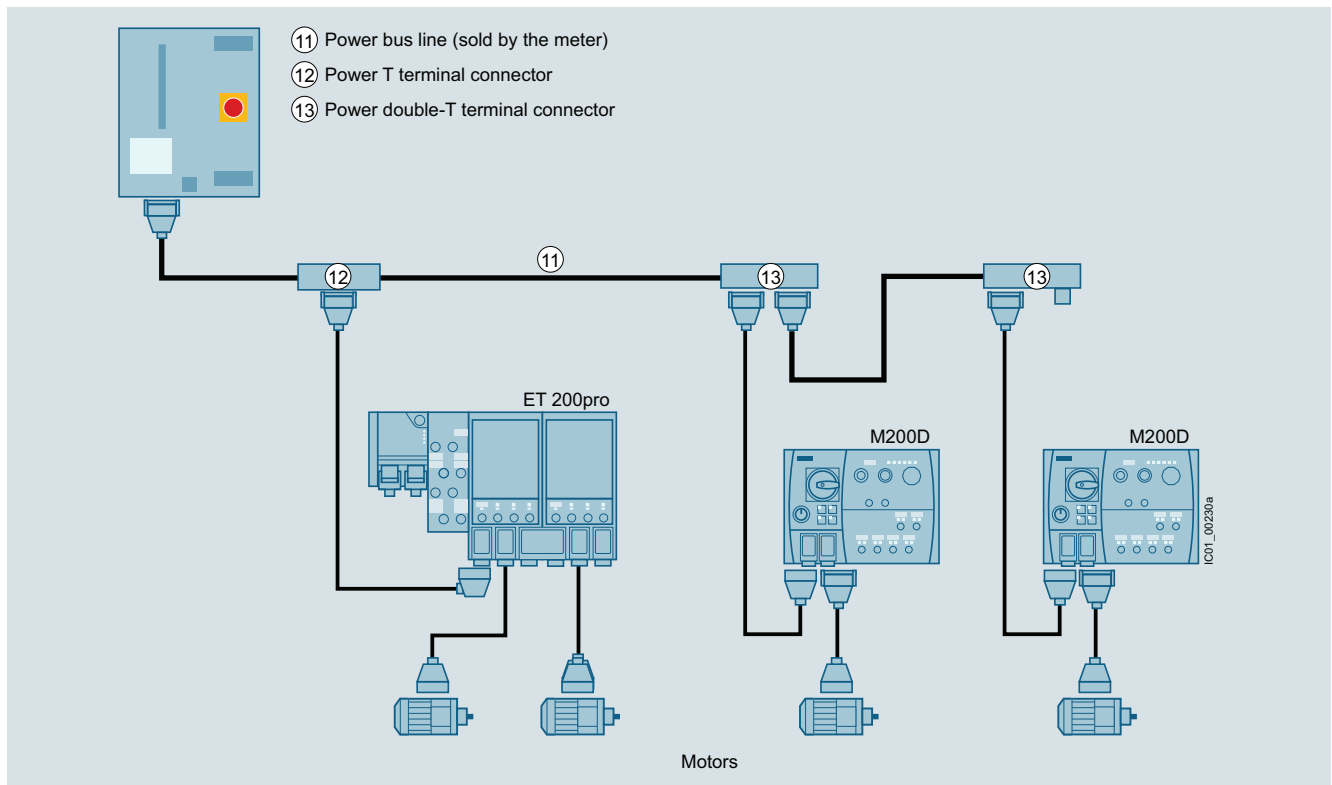 11 Power bus line (sold by the meter)
12 Power T terminal connector
13 Power double-T terminal connector
11
12
13
13
ET 200pro
M200D
M200D
IC01_00230a
Motors